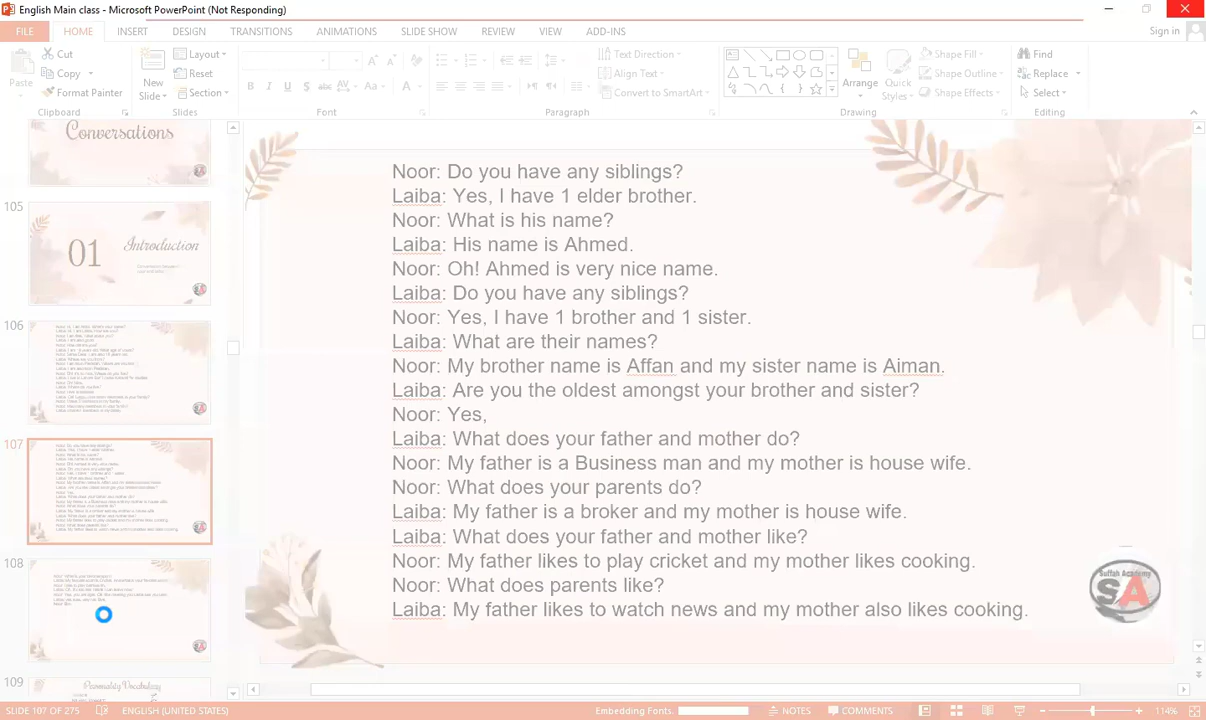 English Main class - Microsoft PowerPoint (Not Responding)
FILE HOME INSERT DESIGN TRANSITIONS ANIMATIONS SLIDE SHOW REVIEW VIEW ADD-INS Sign in
Cut
Copy
Format Painter
Paste
Clipboard
New
Slide
Layout
Reset
Section
Slides
Font
Text Direction
Align Text
Convert to SmartArt
Paragraph
Arrange
Quick
Styles
Shape Fill
Shape Outline
Shape Effects
Drawing
Find
Replace
Select
Editing
Conversations
105
01 Introduction
106
107
108
109
Personality Vocabulary
Noor: Do you have any siblings?
Laiba: Yes, I have 1 elder brother.
Noor: What is his name?
Laiba: His name is Ahmed.
Noor: Oh! Ahmed is very nice name.
Laiba: Do you have any siblings?
Noor: Yes, I have 1 brother and 1 sister.
Laiba: What are their names?
Noor: My brother name is Affan and my sister name is Aiman.
Laiba: Are you the oldest amongst your brother and sister?
Noor: Yes,
Laiba: What does your father and mother do?
Noor: My father is a Business man and my mother is house wife.
Noor: What does your parents do?
Laiba: My father is a broker and my mother is house wife.
Laiba: What does your father and mother like?
Noor: My father likes to play cricket and my mother likes cooking.
Noor: What does parents like?
Laiba: My father likes to watch news and my mother also likes cooking.
Suffah Academy
SA
SLIDE 107 OF 275 ENGLISH (UNITED STATES) Embedding Fonts. NOTES COMMENTS 114%